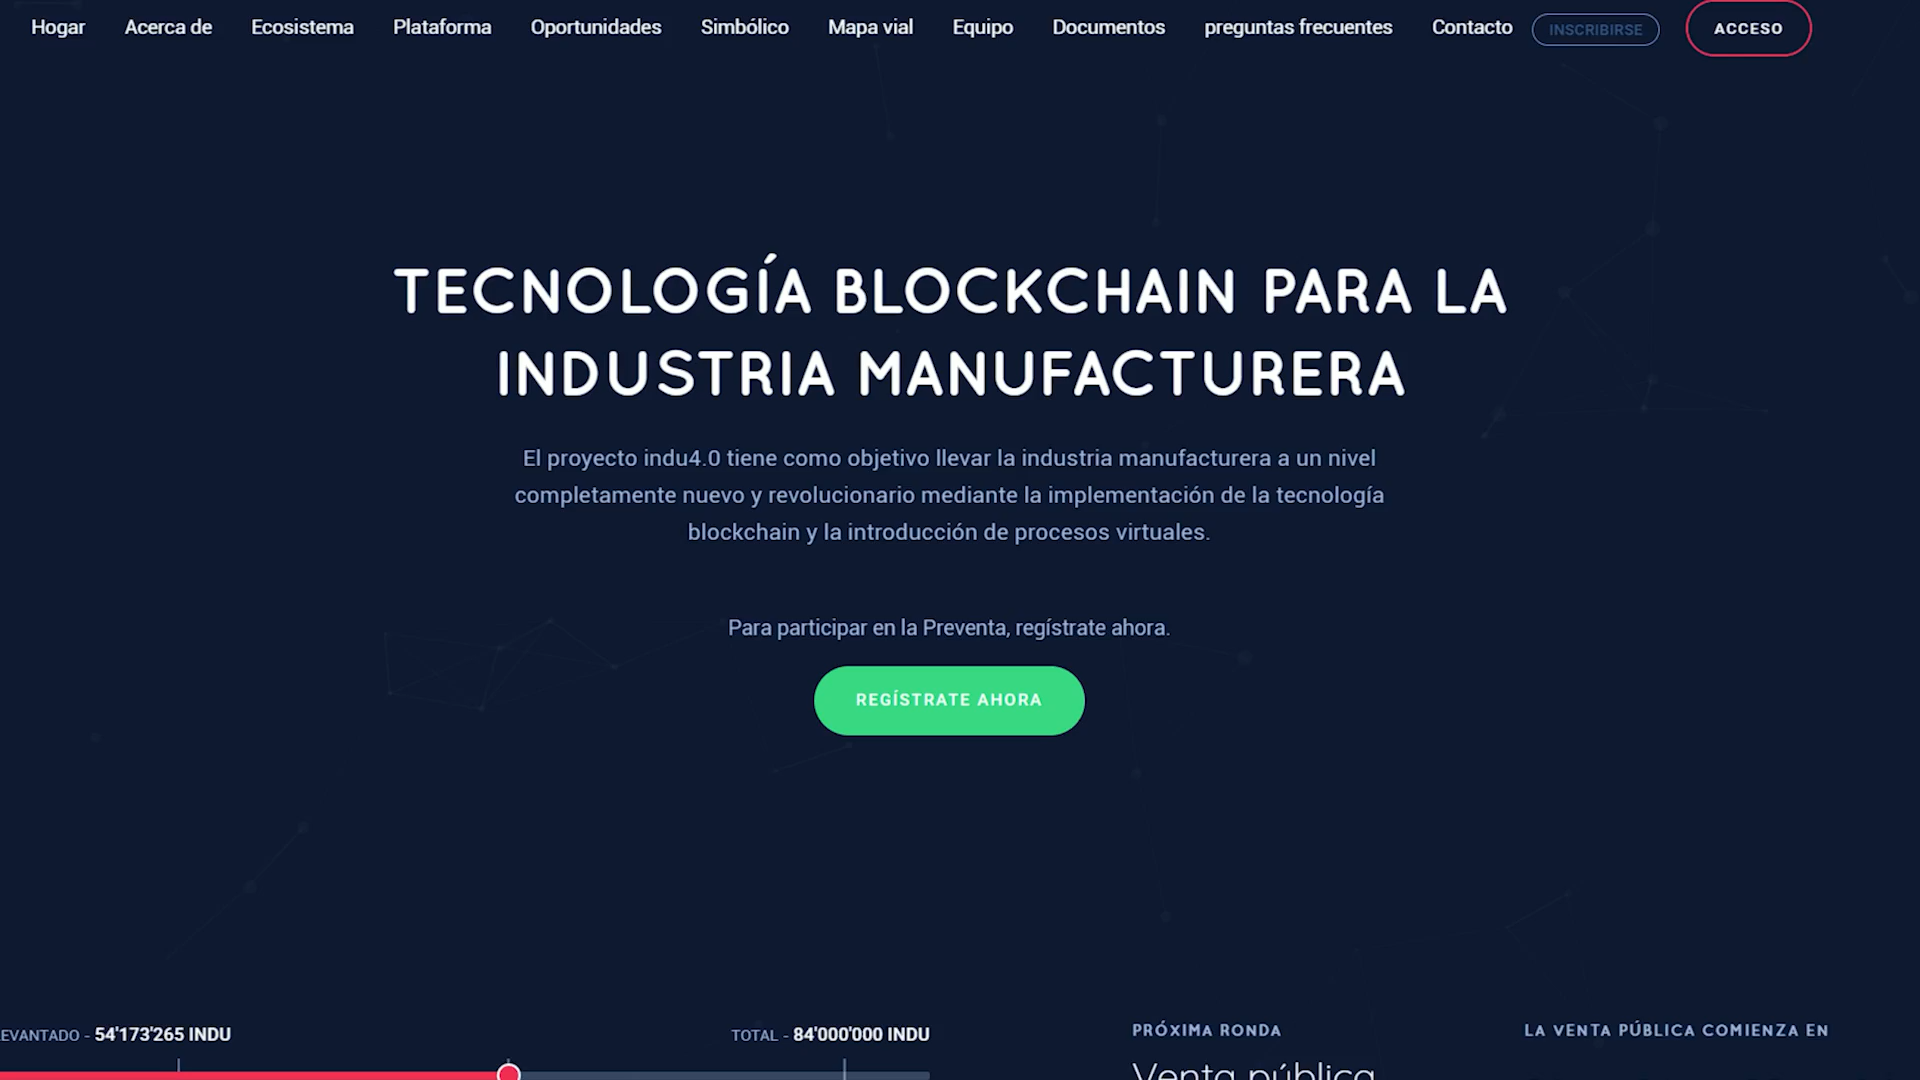 Hogar Acerca de Ecosistema Plataforma Oportunidades Simbólico Mapa vial Equipo Documentos preguntas frecuentes Contacto INSCRIBIRSE ACCESO
TECNOLOGÍA BLOCKCHAIN PARA LA
INDUSTRIA MANUFACTURERA
El proyecto indu4.0 tiene como objetivo llevar la industria manufacturera a un nivel
completamente nuevo y revolucionario mediante la implementación de la tecnología
blockchain y la introducción de procesos virtuales.
Para participar en la Preventa, regístrate ahora.
REGÍSTRATE AHORA
EVANTADO - 54'173'265 INDU
TOTAL - 84'000'000 INDU
PRÓXIMA RONDA
Venta pública
LA VENTA PÚBLICA COMIENZA EN